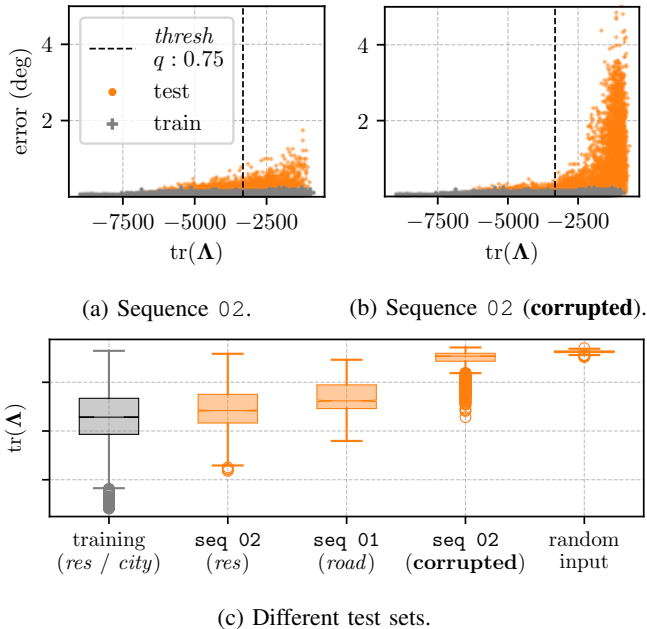 4
2
error (deg)
thresh
q : 0.75
test
train
−7500 −5000 −2500
tr(Λ)
(a) Sequence 02.
4
2
−7500 −5000 −2500
tr(Λ)
(b) Sequence 02 (corrupted).
tr(Λ)
training seq 02 seq 01 seq 02 random
(res / city) (res) (road) (corrupted) input
(c) Different test sets.